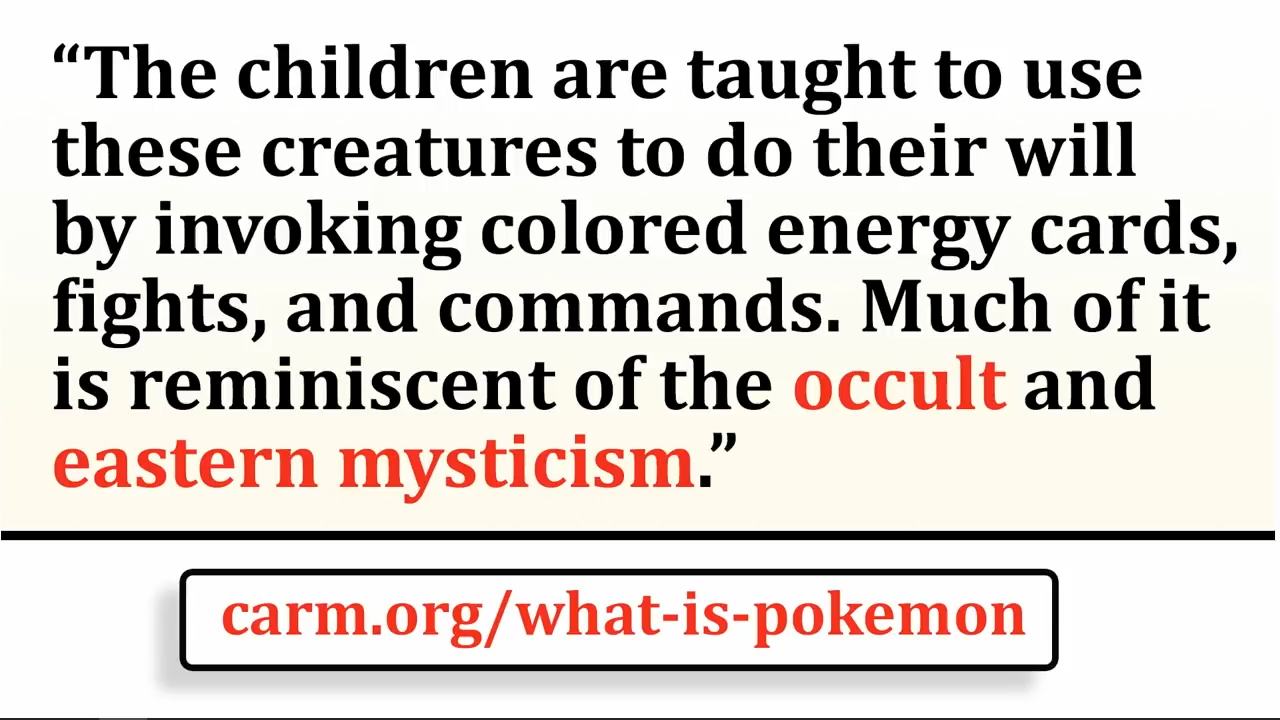 “The children are taught to use
these creatures to do their will
by invoking colored energy cards,
fights, and commands. Much of it
is reminiscent of the occult and
eastern mysticism.”
carm.org/what-is-pokemon